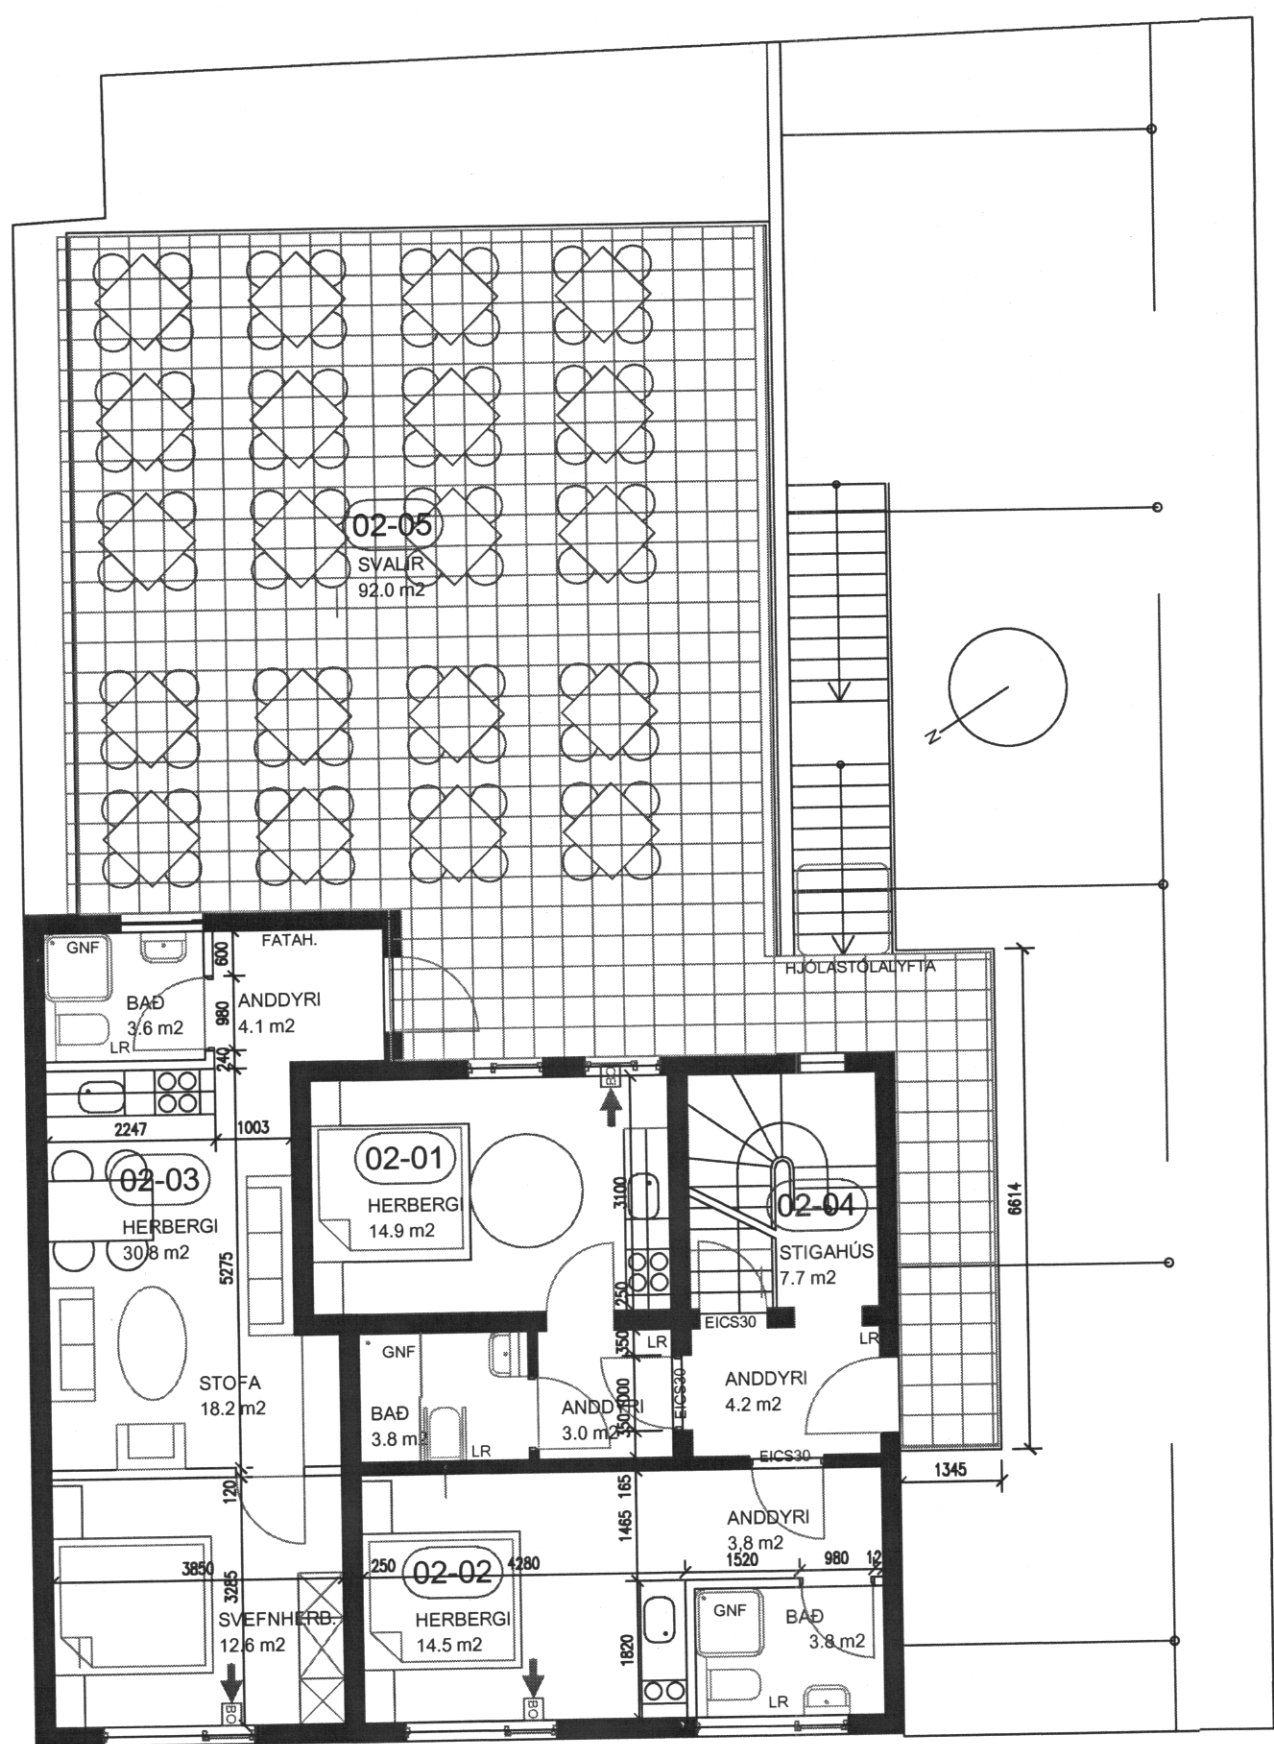 02-05
SVALIR
92.0 m2
N
HJÓLASTÓLALYFTA
GNF
600
FATAH.
BAÐ
3.6 m2
LR
980
ANDDYRI
4.1 m2
240
BO
2247
1003
02-03
HERBERGI
30.8 m2
5275
02-01
HERBERGI
14.9 m2
3100
250
02-04
STIGAHÚS
7.7 m2
6614
EICS30
LR
350
LR
GNF
STOFA
18.2 m2
BAÐ
3.8 m2
LR
ANDDYRI
3.0 m2
1000
350
EICS30
ANDDYRI
4.2 m2
EICS30
1345
120
165
1465
ANDDYRI
3,8 m2
3850
250
4280
1520
980
12
3285
02-02
HERBERGI
14.5 m2
SVEFNHERB.
12.6 m2
1820
GNF
BAÐ
3.8 m2
LR
BO
BO